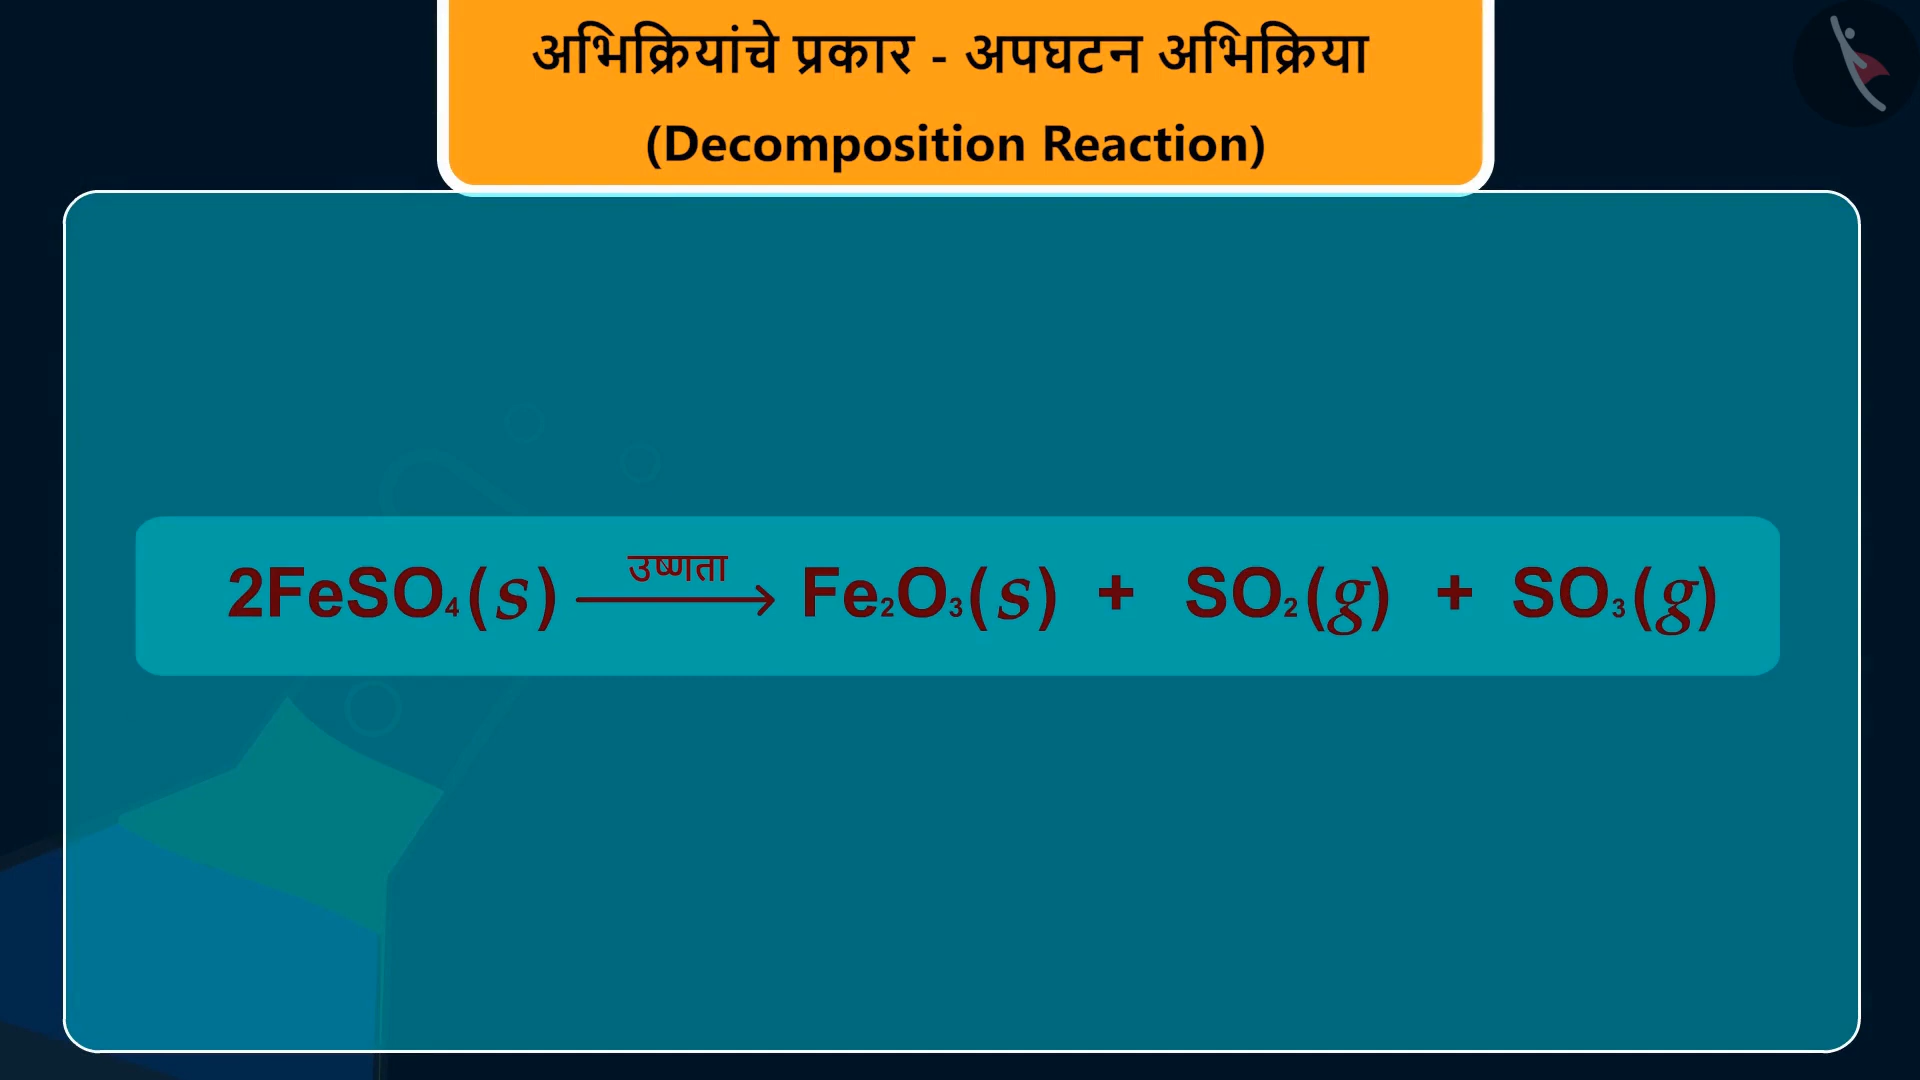 अभिक्रियांचे प्रकार - अपघटन अभिक्रिया
(Decomposition Reaction)
2FeSO₄(s) उष्णता → Fe₂O₃(s) + SO₂(g) + SO₃(g)